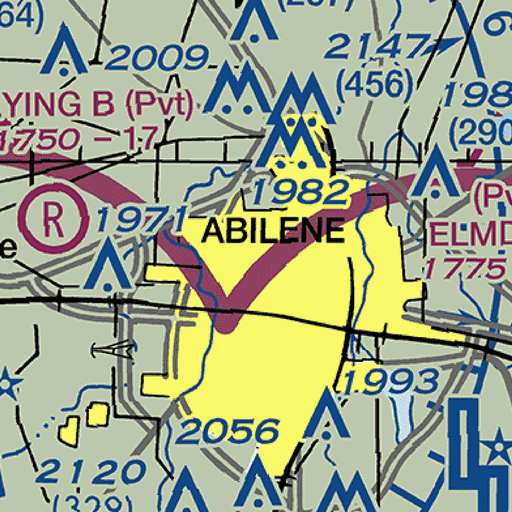 64)
2009
2147
(456)
YING B (Pvt)
1750 - 17
198
(290
R
1971
1982
(Pv
ABILENE
ELMD
1775
e
1993
2056
2120
(329)